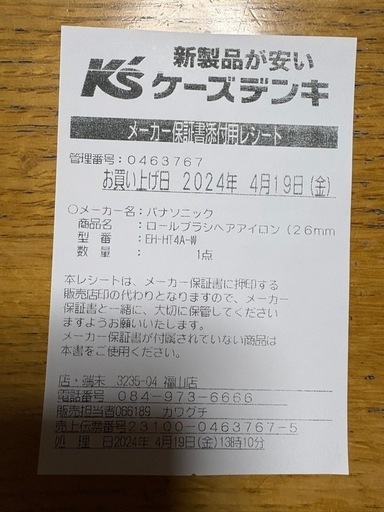 新製品が安い
K's ケーズデンキ
メーカー保証書添付用レシート
管理番号：0463767
お買い上げ日 2024年 4月19日(金)
○メーカー名：パナソニック
商品名：ロールブラシヘアアイロン（26mm
型番：EH-HT4A-W
数量：1点
本レシートは、メーカー保証書に押印する
販売店印の代わりとなりますので、メーカー
保証書と一緒に、大切に保管してください
ますようお願いいたします。
メーカー保証書が付属されていない商品は
本書をご使用ください。
店・端末 3235-04 福山店
電話番号 084-973-6666
販売担当者066189 カワグチ
売上伝票番号23100-0463767-5
処理日2024年 4月19日(金)13時10分